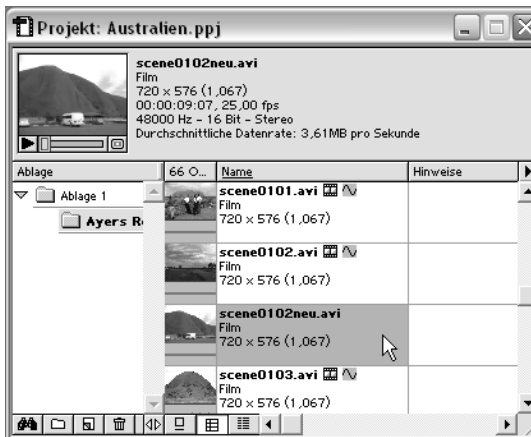 Projekt: Australien.ppj
scene0102neu.avi
Film
720 x 576 (1,067)
00:00:09:07, 25,00 fps
48000 Hz - 16 Bit - Stereo
Durchschnittliche Datenrate: 3,61MB pro Sekunde
Ablage
66 O...
Name
Hinweise
Ablage 1
Ayers R
scene0101.avi
Film
720 x 576 (1,067)
scene0102.avi
Film
720 x 576 (1,067)
scene0102neu.avi
Film
720 x 576 (1,067)
scene0103.avi
Film
720 x 576 (1,067)